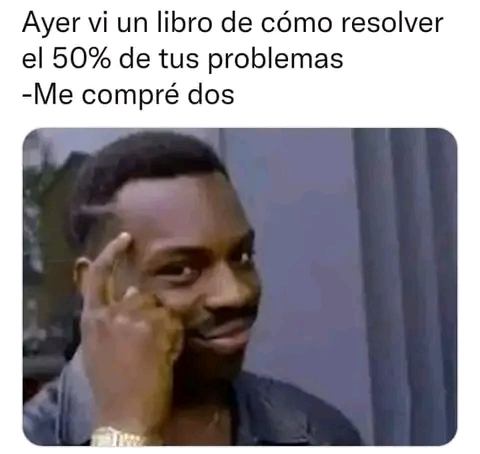 Ayer vi un libro de cómo resolver
el 50% de tus problemas
-Me compré dos